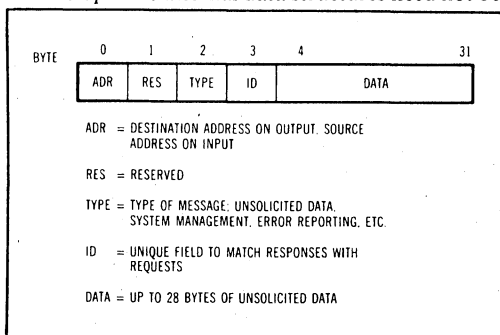 BYTE 0 1 2 3 4 31
ADR RES TYPE ID DATA
ADR = DESTINATION ADDRESS ON OUTPUT. SOURCE
ADDRESS ON INPUT
RES = RESERVED
TYPE = TYPE OF MESSAGE: UNSOLICITED DATA,
SYSTEM MANAGEMENT, ERROR REPORTING, ETC.
ID = UNIQUE FIELD TO MATCH RESPONSES WITH
REQUESTS
DATA = UP TO 28 BYTES OF UNSOLICITED DATA